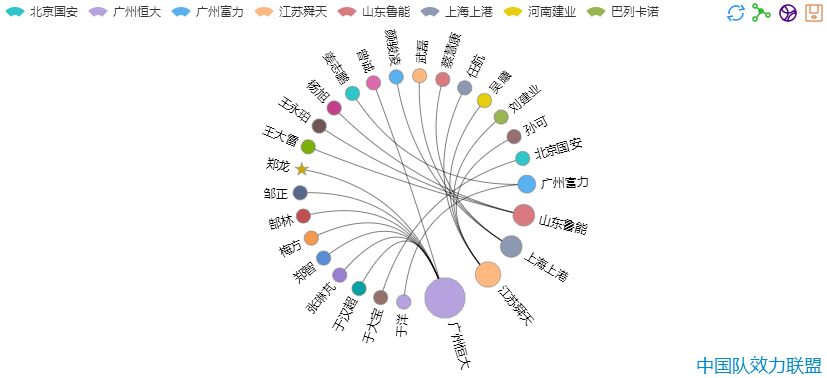 北京国安
广州恒大
广州富力
江苏舜天
山东鲁能
上海上港
河南建业
巴列卡诺
武磊
蔡慧康
任航
吴曦
刘建业
孙可
北京国安
广州富力
山东鲁能
上海上港
江苏舜天
广州恒大
于洋
于大宝
于汉超
张琳芃
郑智
梅方
郜林
邹正
郑龙
王大雷
王永珀
杨旭
姜志鹏
曾诚
颜骏凌
中国队效力联盟